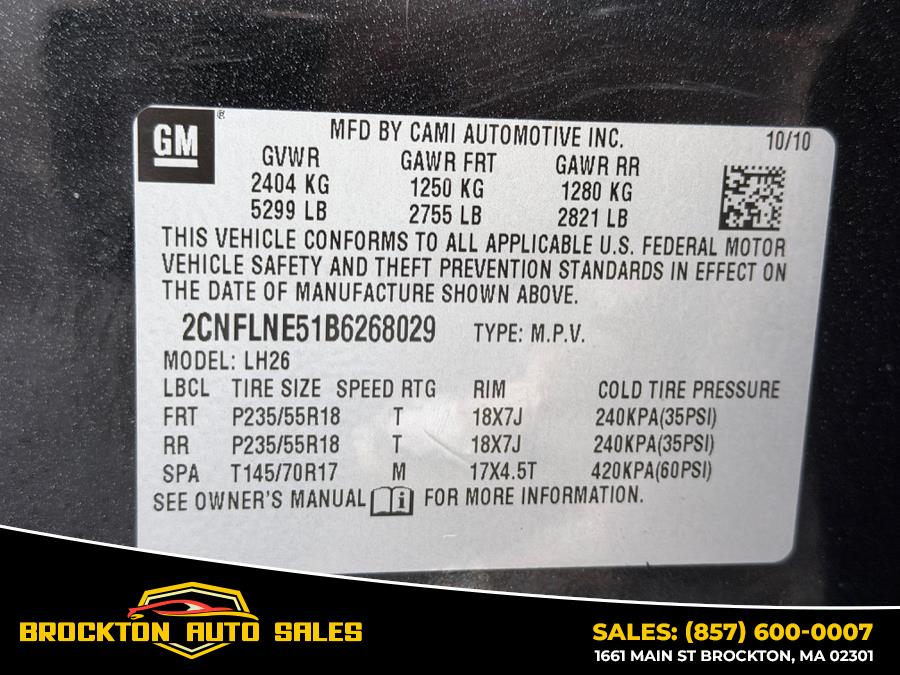 GM ®
MFD BY CAMI AUTOMOTIVE INC. 10/10
GVWR GAWR FRT GAWR RR
2404 KG 1250 KG 1280 KG
5299 LB 2755 LB 2821 LB
THIS VEHICLE CONFORMS TO ALL APPLICABLE U.S. FEDERAL MOTOR
VEHICLE SAFETY AND THEFT PREVENTION STANDARDS IN EFFECT ON
THE DATE OF MANUFACTURE SHOWN ABOVE.
2CNFLNE51B6268029 TYPE: M.P.V.
MODEL: LH26
LBCL TIRE SIZE SPEED RTG RIM COLD TIRE PRESSURE
FRT P235/55R18 T 18X7J 240KPA(35PSI)
RR P235/55R18 T 18X7J 240KPA(35PSI)
SPA T145/70R17 M 17X4.5T 420KPA(60PSI)
SEE OWNER'S MANUAL i FOR MORE INFORMATION.
BROCKTON AUTO SALES
SALES: (857) 600-0007
1661 MAIN ST BROCKTON, MA 02301